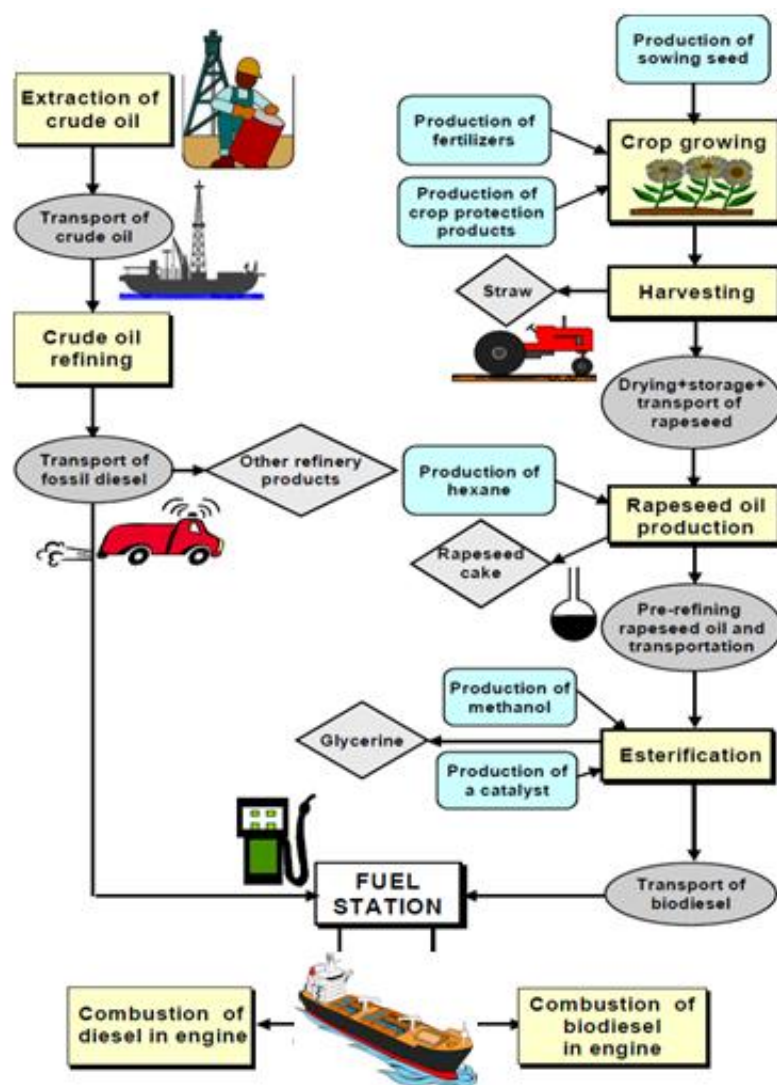 Production of
sowing seed
Extraction of
crude oil
Production of
fertilizers
Crop growing
Production of
crop protection
products
Transport of
crude oil
Straw
Harvesting
Crude oil
refining
Drying+storage+
transport of
rapeseed
Transport of
fossil diesel
Other refinery
products
Production of
hexane
Rapeseed oil
production
Rapeseed
cake
Pre-refining
rapeseed oil and
transportation
Production of
methanol
Glycerine
Esterification
Production of
a catalyst
FUEL
STATION
Transport of
biodiesel
Combustion of
diesel in engine
Combustion of
biodiesel
in engine